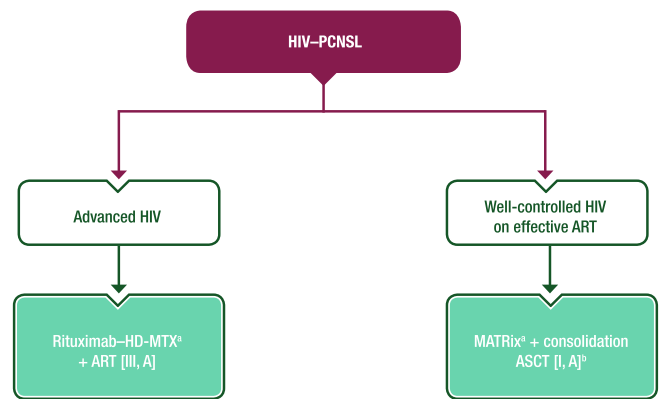 HIV–PCNSL
Advanced HIV
Well-controlled HIV
on effective ART
Rituximab–HD-MTXᵃ
+ ART [III, A]
MATRixᵃ + consolidation
ASCT [I, A]ᵇ